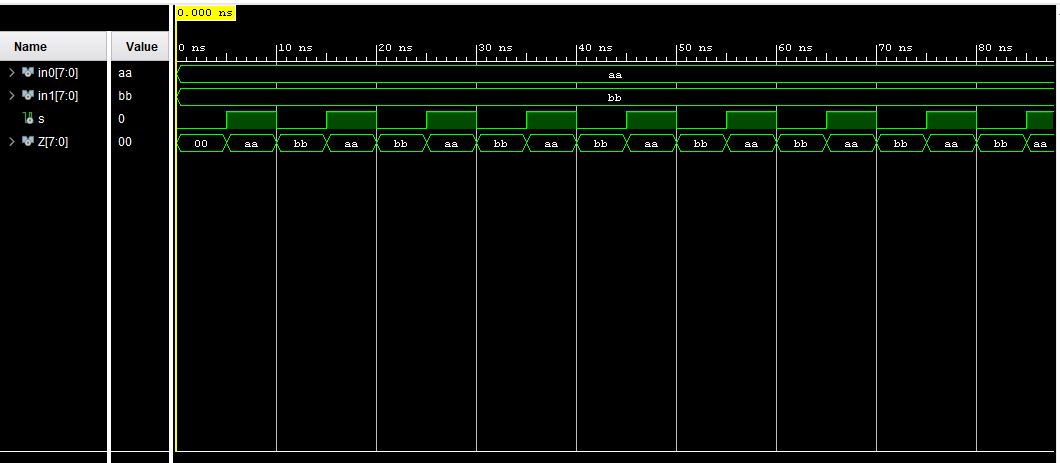 0.000 ns
Name Value
0 ns 10 ns 20 ns 30 ns 40 ns 50 ns 60 ns 70 ns 80 ns
in0[7:0] aa aa
in1[7:0] bb bb
s 0
Z[7:0] 00 00 aa bb aa bb aa bb aa bb aa bb aa bb aa bb aa bb aa